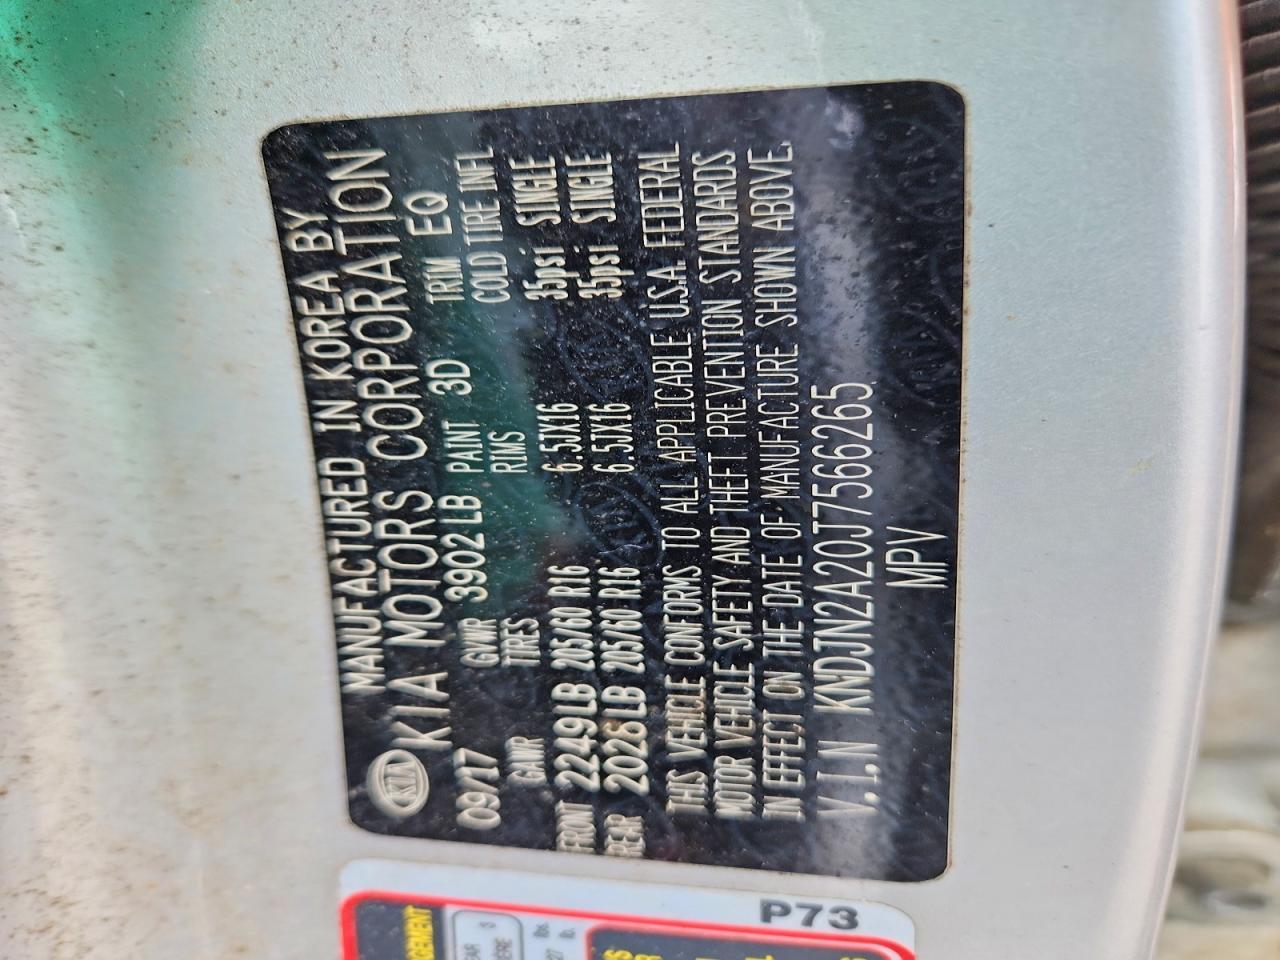 KIA MANUFACTURED IN KOREA BY
KIA MOTORS CORPORATION
09/17 GVWR 3902LB PAINT 3D TRM EQ
GAWR TIRES RIMS COLD TIRE INFL
FRONT 2249LB 205/60 R16 6.5JX16 35psi SINGLE
REAR 2028LB 205/60 R16 6.5JX16 35psi SINGLE
THIS VEHICLE CONFORMS TO ALL APPLICABLE U.S.A. FEDERAL
MOTOR VEHICLE SAFETY AND THEFT PREVENTION STANDARDS
IN EFFECT ON THE DATE OF MANUFACTURE SHOWN ABOVE.
V.I.N KNDJN2A20J7566265
MPV
P73